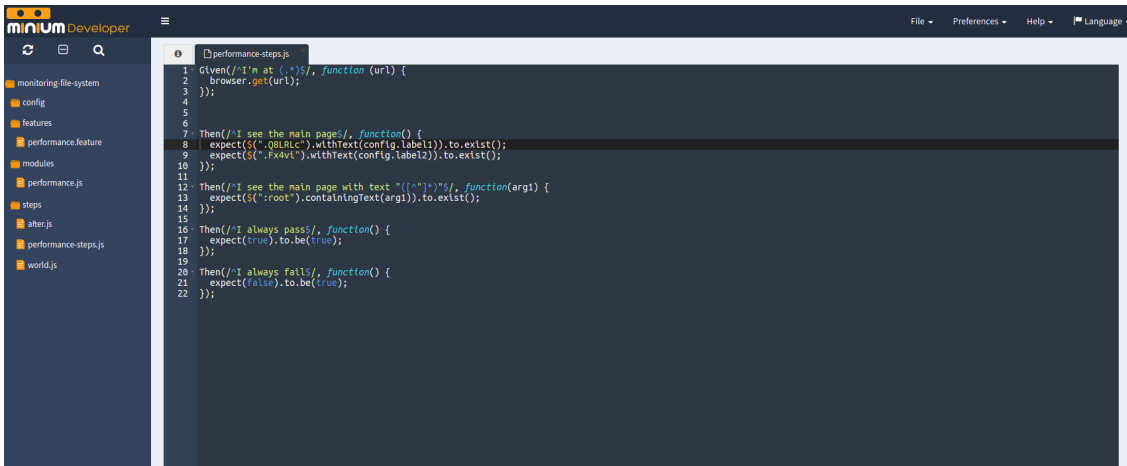 minium Developer
File
Preferences
Help
Language
monitoring-file-system
config
features
performance.feature
modules
performance.js
steps
after.js
performance-steps.js
world.js
performance-steps.js ×
1 Given(/^I'm at (.*)$/, function (url) {
2   browser.get(url);
3 });
4
5
6
7 Then(/^I see the main page$/, function() {
8   expect($(".Q8LRLc").withText(config.label1)).to.exist();
9   expect($(".Fx4vi").withText(config.label2)).to.exist();
10 });
11
12 Then(/^I see the main page with text "([^"]*)"$/, function(arg1) {
13   expect($(":root").containingText(arg1)).to.exist();
14 });
15
16 Then(/^I always pass$/, function() {
17   expect(true).to.be(true);
18 });
19
20 Then(/^I always fail$/, function() {
21   expect(false).to.be(true);
22 });